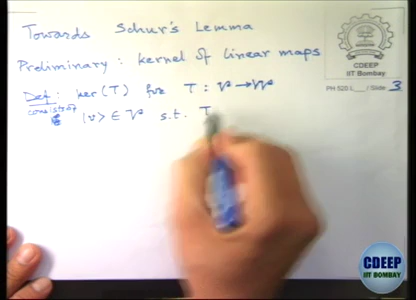 Towards Schur's Lemma
Preliminary : kernel of linear maps
Def : ker(T) for T : V → W
consists of |v> ∈ V s.t. T
CDEEP
IIT Bombay
PH 520 L___/Slide 3
CDEEP
IIT BOMBAY